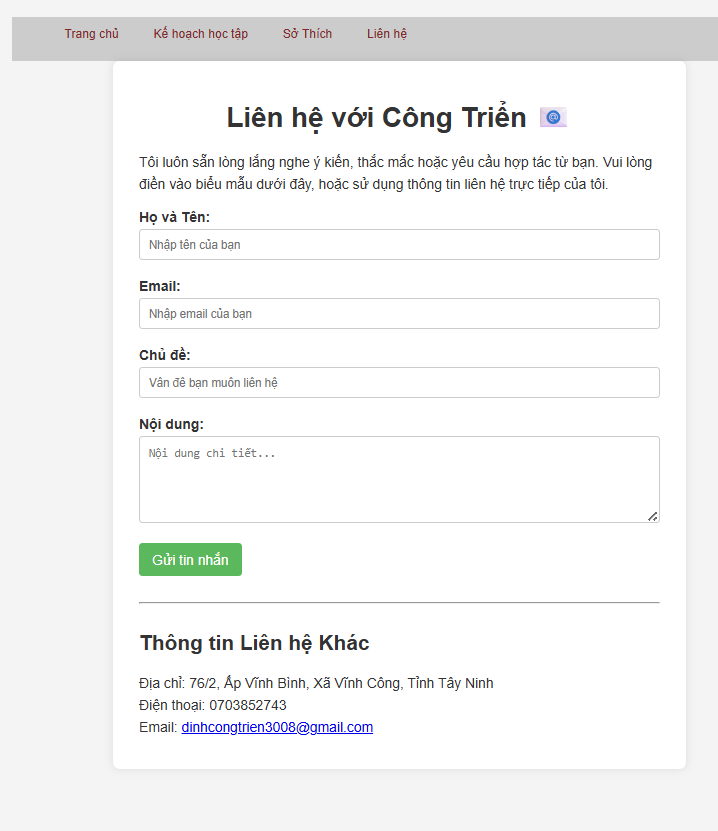 Trang chủ Kế hoạch học tập Sở Thích Liên hệ
Liên hệ với Công Triển
Tôi luôn sẵn lòng lắng nghe ý kiến, thắc mắc hoặc yêu cầu hợp tác từ bạn. Vui lòng
điền vào biểu mẫu dưới đây, hoặc sử dụng thông tin liên hệ trực tiếp của tôi.
Họ và Tên:
Nhập tên của bạn
Email:
Nhập email của bạn
Chủ đề:
Vấn đề bạn muốn liên hệ
Nội dung:
Nội dung chi tiết...
Gửi tin nhắn
Thông tin Liên hệ Khác
Địa chỉ: 76/2, Ấp Vĩnh Bình, Xã Vĩnh Công, Tỉnh Tây Ninh
Điện thoại: 0703852743
Email: dinhcongtrien3008@gmail.com